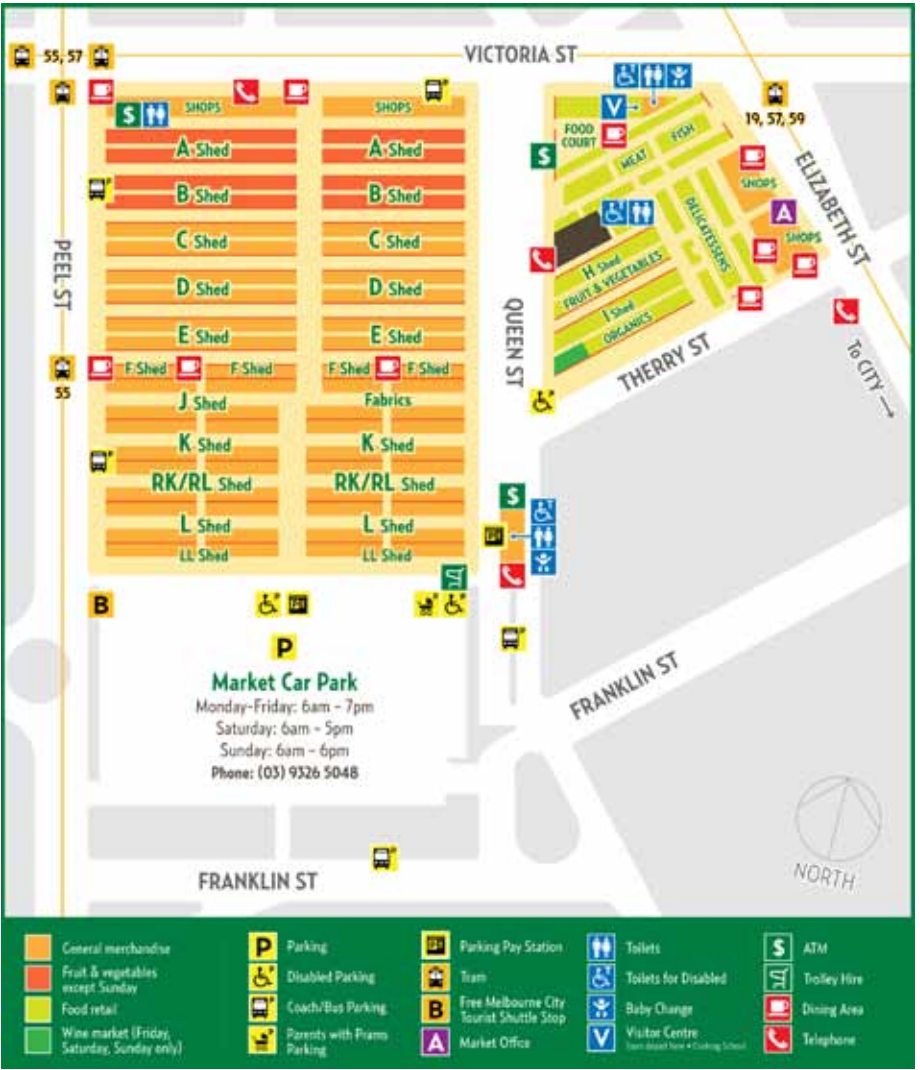 VICTORIA ST
55, 57
19, 57, 59
SHOPS
SHOPS
A Shed
A Shed
B Shed
B Shed
C Shed
C Shed
D Shed
D Shed
E Shed
E Shed
F Shed
F Shed
F Shed
F Shed
J Shed
Fabrics
K Shed
K Shed
RK/RL Shed
RK/RL Shed
L Shed
L Shed
LL Shed
LL Shed
PEEL ST
55
QUEEN ST
FOOD
COURT
MEAT
FISH
DELICATESSENS
SHOPS
SHOPS
H Shed
FRUIT & VEGETABLES
I Shed
ORGANICS
ELIZABETH ST
THERRY ST
To CITY
$
V
$
A
$
B
P
Market Car Park
Monday-Friday: 6am - 7pm
Saturday: 6am - 5pm
Sunday: 6am - 6pm
Phone: (03) 9326 5048
FRANKLIN ST
FRANKLIN ST
NORTH
General merchandise
Fruit & vegetables
except Sunday
Food retail
Wine market (Friday,
Saturday, Sunday only)
P Parking
Disabled Parking
Coach/Bus Parking
Parents with Prams
Parking
Parking Pay Station
Tram
B Free Melbourne City
Tourist Shuttle Stop
A Market Office
Toilets
Toilets for Disabled
Baby Change
V Visitor Centre
$ ATM
Trolley Hire
Dining Area
Telephone